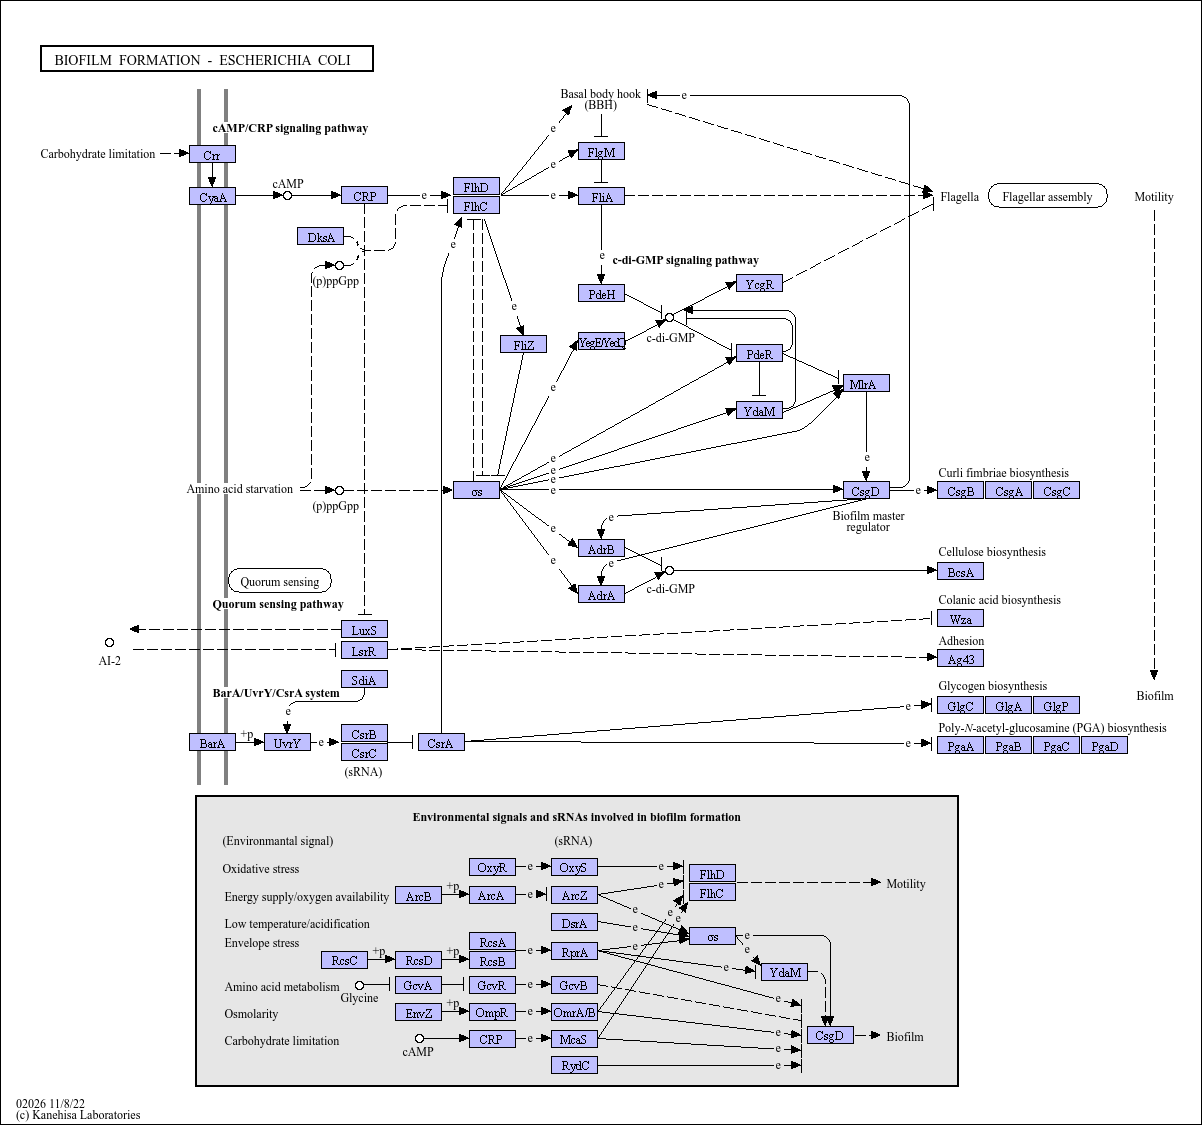 BIOFILM FORMATION - ESCHERICHIA COLI
Basal body hook
(BBH)
e
e
cAMP/CRP signaling pathway
Carbohydrate limitation
Crr
FlgM
e
cAMP
CyaA
CRP
e
FlhD
FlhC
e
FliA
Flagella
Flagellar assembly
Motility
DksA
e
e
c-di-GMP signaling pathway
(p)ppGpp
YcgR
PdeH
e
c-di-GMP
FliZ
PdeR
e
MlrA
YdaM
e
e
e
e
Curli fimbriae biosynthesis
Amino acid starvation
σs
e
CsgD
e
CsgB
CsgA
CsgC
(p)ppGpp
Biofilm master
regulator
e
e
AdrB
Cellulose biosynthesis
e
e
BcsA
Quorum sensing
c-di-GMP
AdrA
Quorum sensing pathway
Colanic acid biosynthesis
LuxS
Wza
AI-2
LsrR
Adhesion
Ag43
SdiA
BarA/UvrY/CsrA system
Glycogen biosynthesis
Biofilm
e
e
GlgC
GlgA
GlgP
Poly-N-acetyl-glucosamine (PGA) biosynthesis
BarA
+p
UvrY
e
CsrB
CsrC
CsrA
e
PgaA
PgaB
PgaC
PgaD
(sRNA)
Environmental signals and sRNAs involved in biofilm formation
(Environmantal signal)
(sRNA)
Oxidative stress
OxyR
e
OxyS
e
FlhD
FlhC
Motility
Energy supply/oxygen availability
ArcB
+p
ArcA
e
ArcZ
e
Low temperature/acidification
DsrA
e
e
e
e
Envelope stress
RcsC
+p
RcsD
+p
RcsA
RcsB
e
RprA
e
σs
e
e
e
YdaM
Amino acid metabolism
Glycine
GcvA
GcvR
e
GcvB
e
Osmolarity
EnvZ
+p
OmpR
e
OmrA/B
e
CsgD
Biofilm
Carbohydrate limitation
cAMP
CRP
e
McaS
e
RydC
e
02026 11/8/22
(c) Kanehisa Laboratories